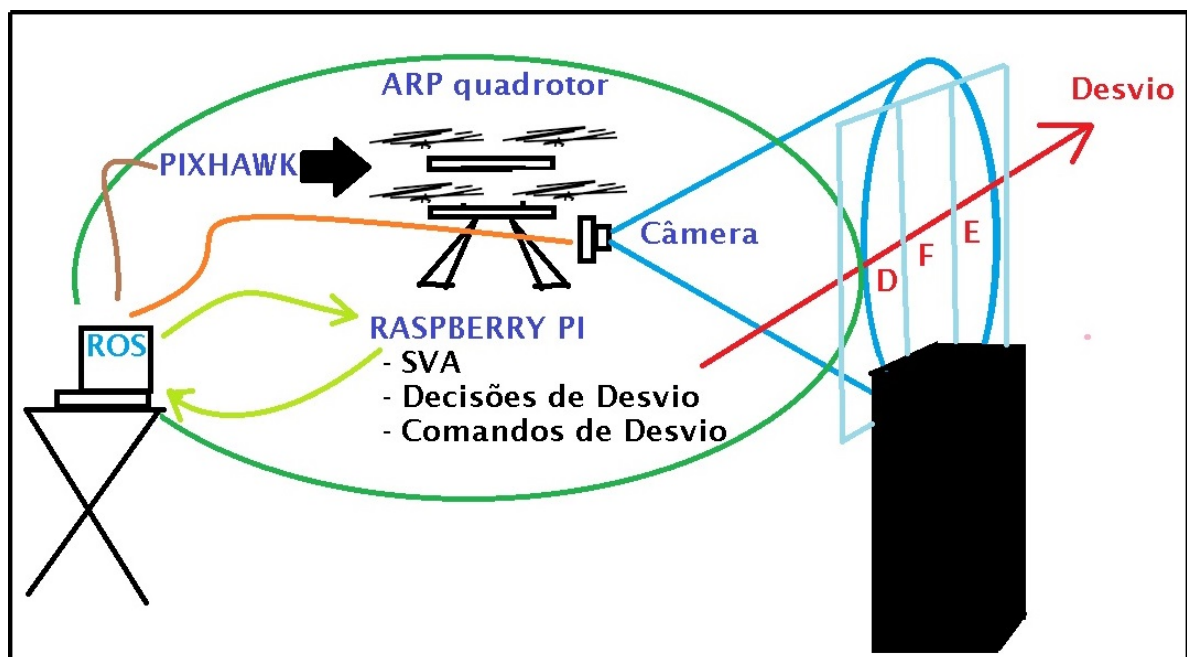 ARP quadrotor
Desvio
PIXHAWK
Câmera
E
F
D
ROS
RASPBERRY PI
- SVA
- Decisões de Desvio
- Comandos de Desvio